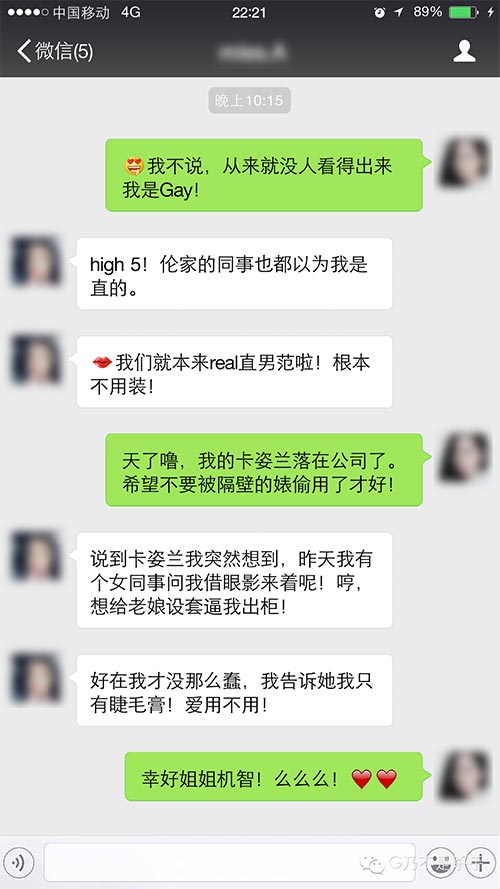 中国移动 4G 22:21 89%
微信(5)
晚上10:15
我不说，从来就没人看得出来
我是Gay！
high 5！伦家的同事也都以为我是
直的。
我们就本来real直男范啦！根本
不用装！
天了噜，我的卡姿兰落在公司了。
希望不要被隔壁的婊偷用了才好！
说到卡姿兰我突然想到，昨天我有
个女同事问我借眼影来着呢！哼，
想给老娘设套逼我出柜！
好在我才没那么蠢，我告诉她我只
有睫毛膏！爱用不用！
幸好姐姐机智！么么么！